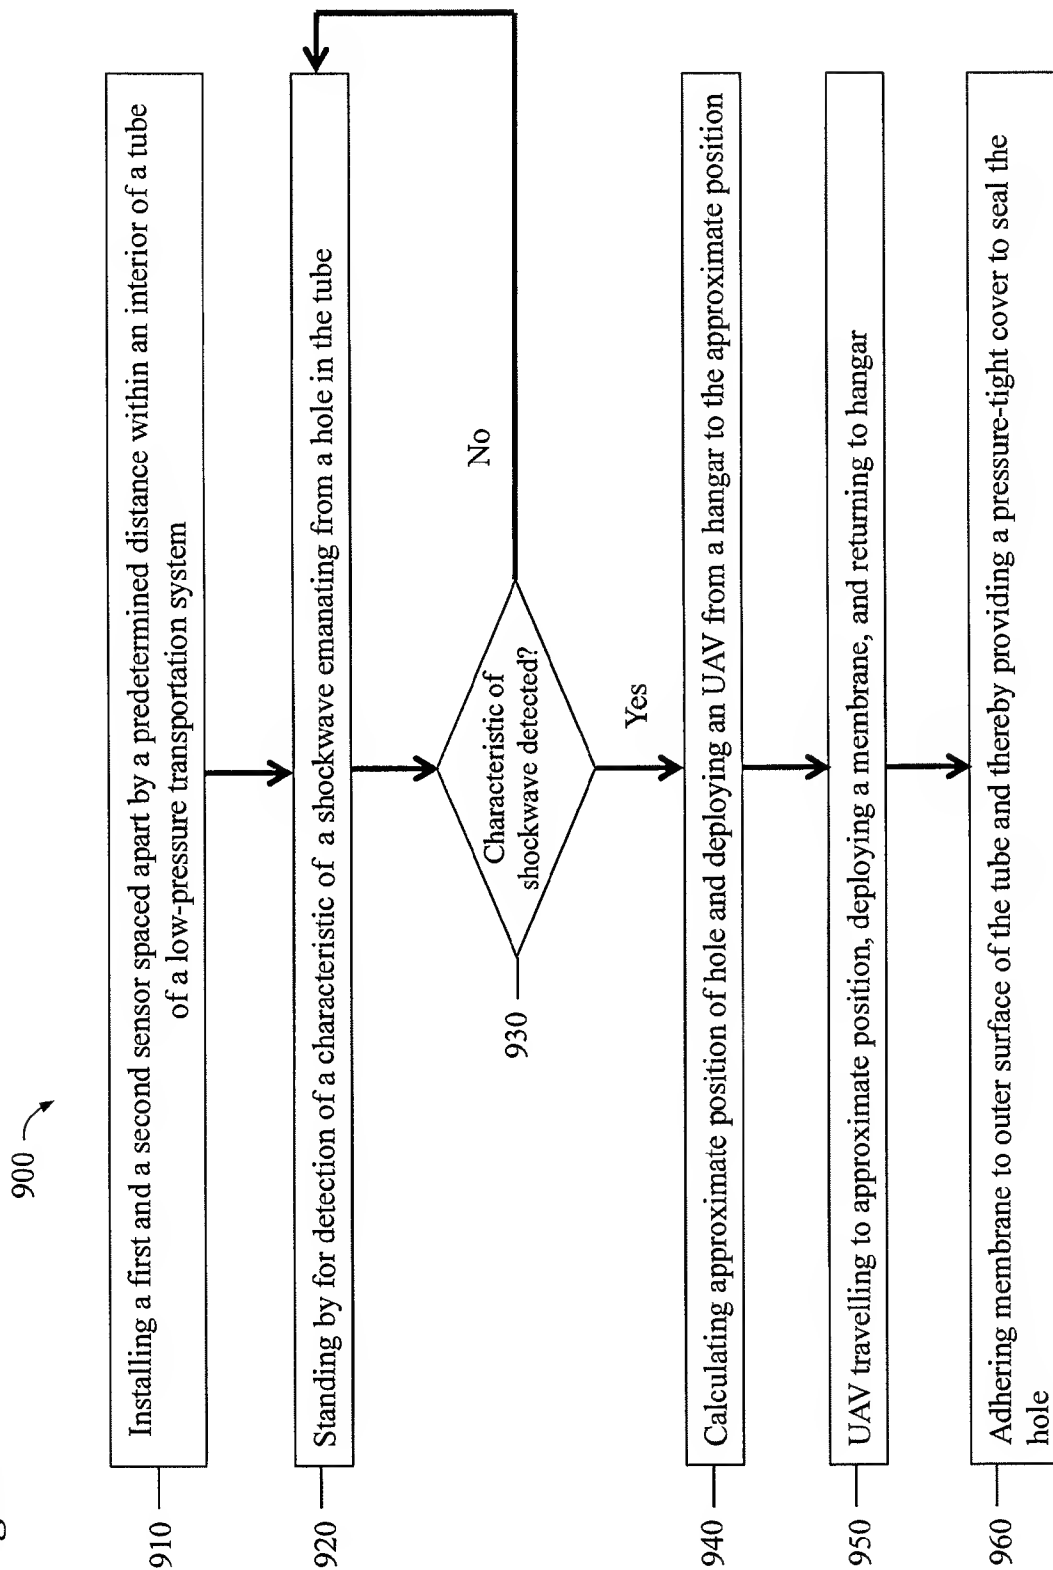 900
910
Installing a first and a second sensor spaced apart by a predetermined distance within an interior of a tube
of a low-pressure transportation system
920
Standing by for detection of a characteristic of a shockwave emanating from a hole in the tube
930
Characteristic of
shockwave detected?
No
Yes
940
Calculating approximate position of hole and deploying an UAV from a hangar to the approximate position
950
UAV travelling to approximate position, deploying a membrane, and returning to hangar
960
Adhering membrane to outer surface of the tube and thereby providing a pressure-tight cover to seal the
hole